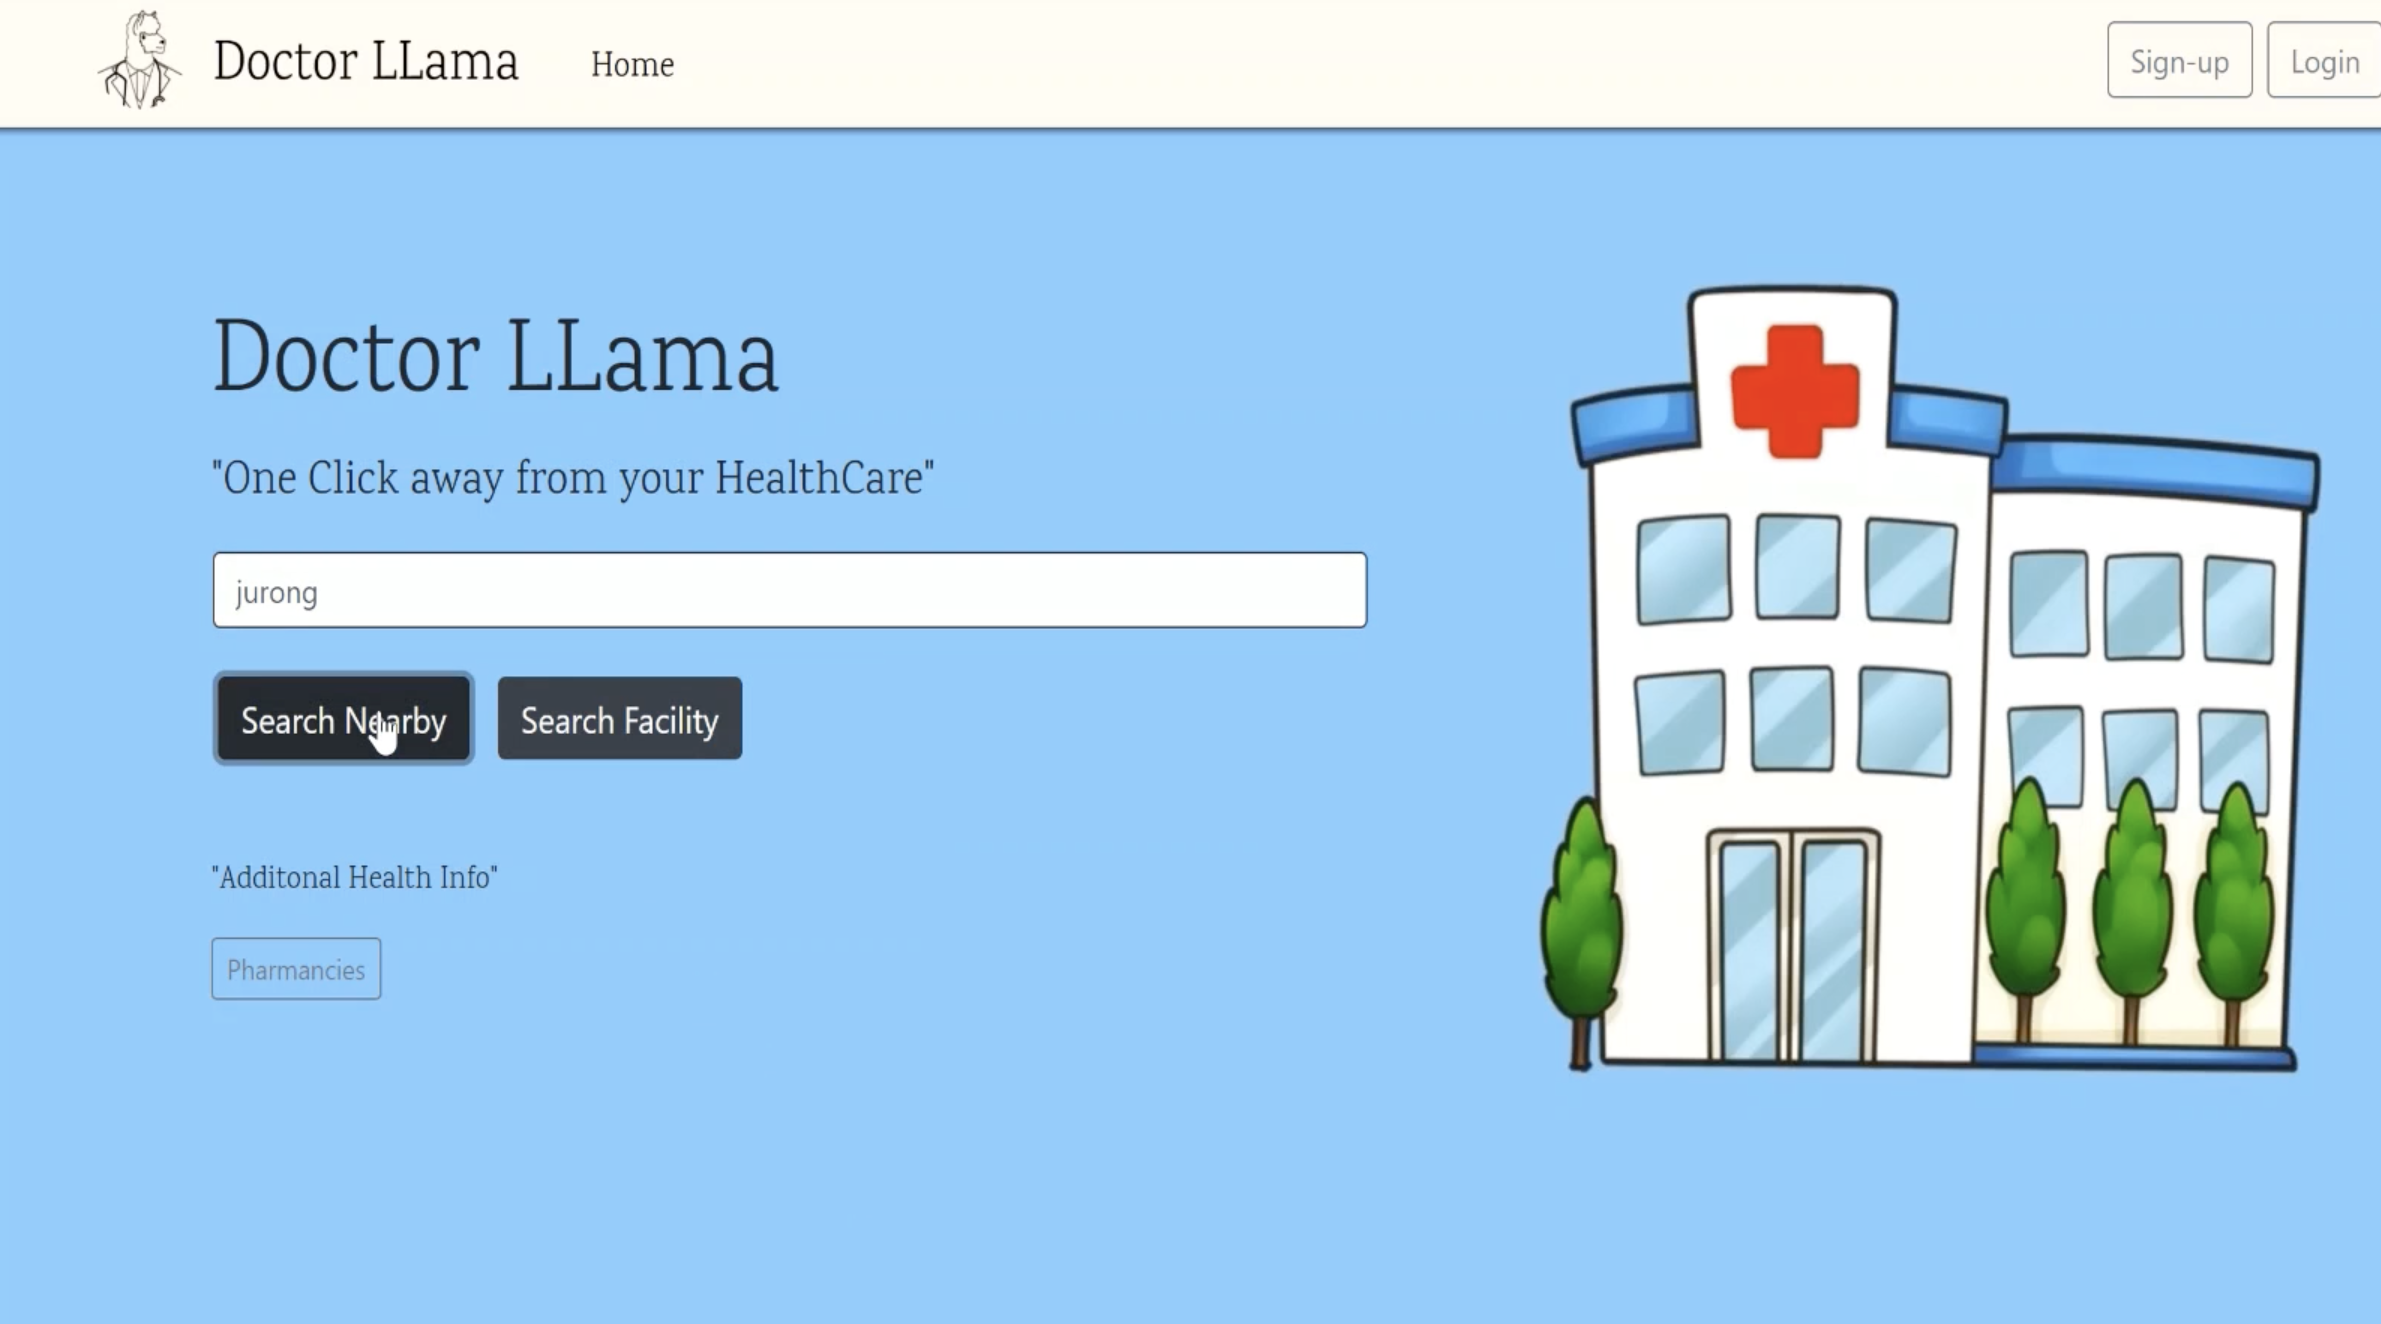 Doctor LLama
Home
Sign-up
Login
Doctor LLama
"One Click away from your HealthCare"
jurong
Search Nearby
Search Facility
"Additonal Health Info"
Pharmancies